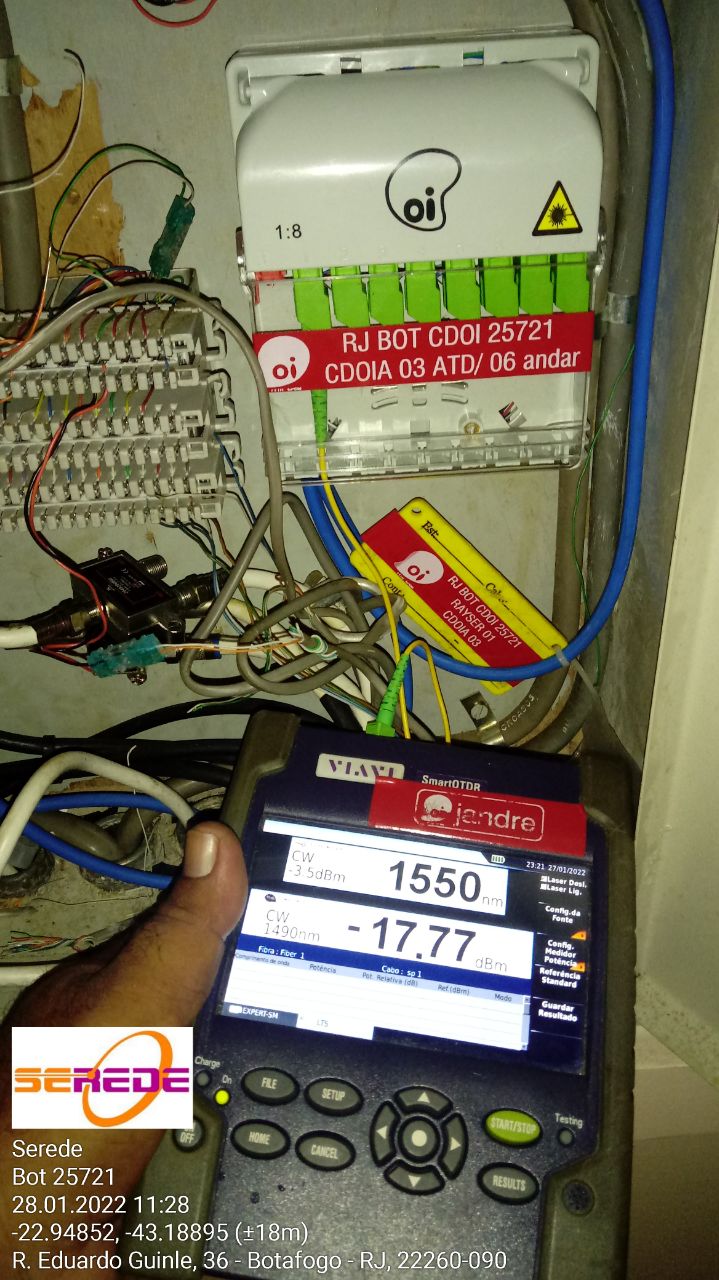 oi
1:8
oi
RJ BOT CDOI 25721
CDOIA 03 ATD/ 06 andar
Est.
Cabo
Cont
oi
RJ BOT CDOI 25721
RAYSER 01
CDOIA 03
VIAVI
SmartOTDR
jandre
23:21 27/01/2022
CW
-3.5dBm
1550 nm
Laser Desl.
Laser Lig.
Config.da
Fonte
CW
1490nm
-17.77 dBm
Config.
Medidor
Potência
Referência
Standard
Fibra : Fiber 1
Cabo : sp 1
Comprimento de onda
Potência
Pot. Relativa (dB)
Ref.(dBm)
Modo
Guardar
Resultado
EXPERT-SM
LTS
Charge
On
OFF
FILE
SETUP
HOME
CANCEL
START/STOP
Testing
RESULTS
SEREDE
Serede
Bot 25721
28.01.2022 11:28
-22.94852, -43.18895 (±18m)
R. Eduardo Guinle, 36 - Botafogo - RJ, 22260-090